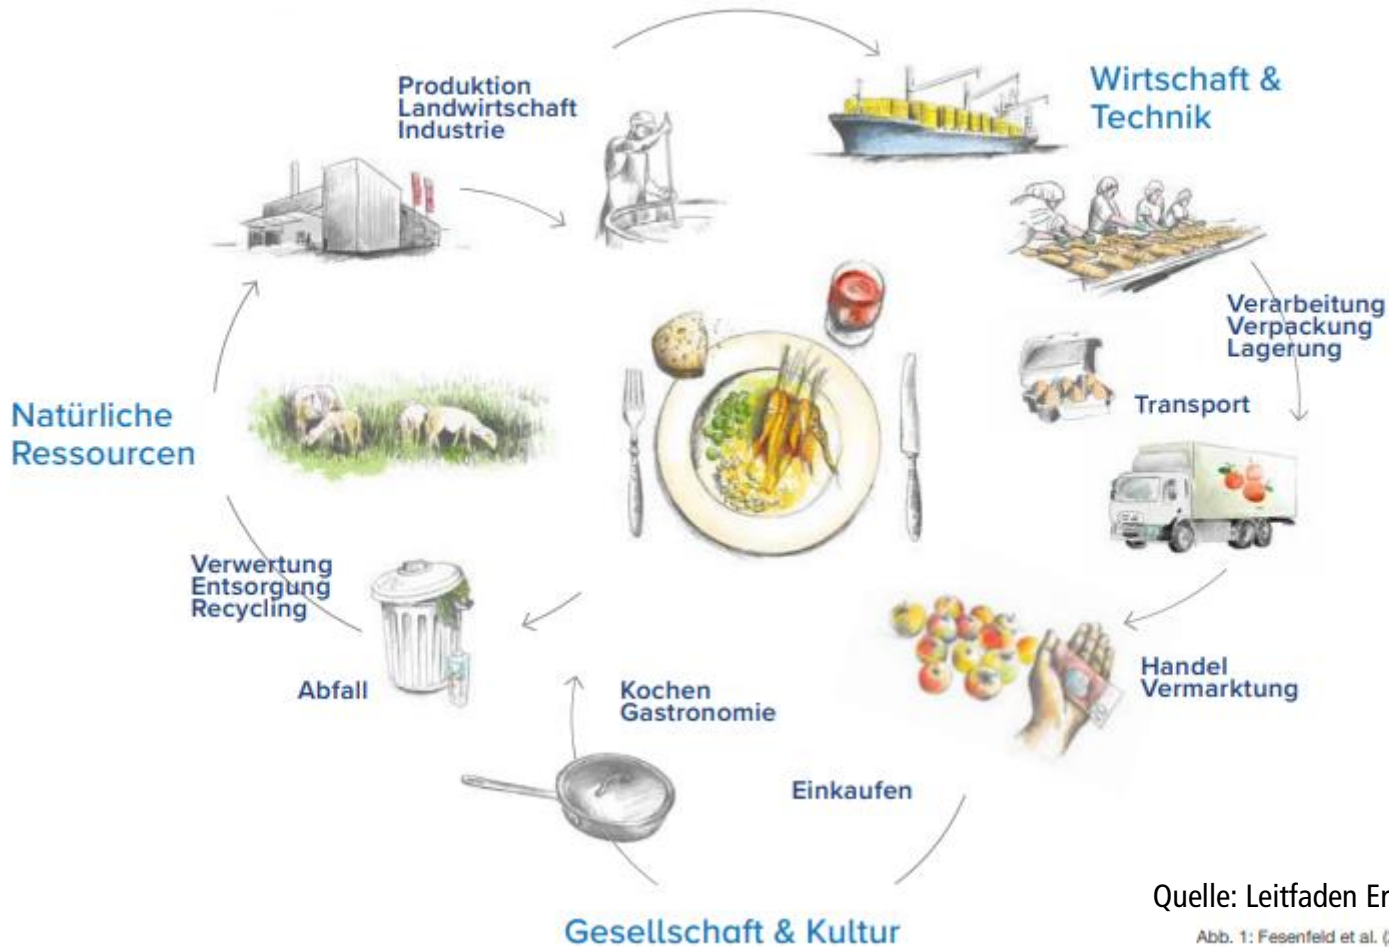 Produktion
Landwirtschaft
Industrie
Wirtschaft &
Technik
Verarbeitung
Verpackung
Lagerung
Transport
Natürliche
Ressourcen
Verwertung
Entsorgung
Recycling
Abfall
Kochen
Gastronomie
Handel
Vermarktung
Einkaufen
Gesellschaft & Kultur
Quelle: Leitfaden
Abb. 1: Fesenfeld et al.